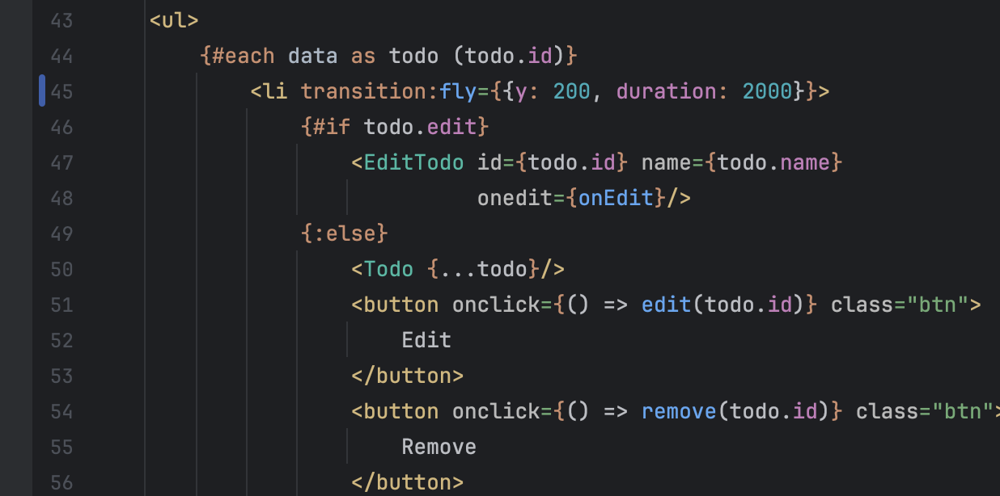 43 <ul>
44 {#each data as todo (todo.id)}
45 <li transition:fly={{y: 200, duration: 2000}}>
46 {#if todo.edit}
47 <EditTodo id={todo.id} name={todo.name}
48 onedit={onEdit}/>
49 {:else}
50 <Todo {...todo}/>
51 <button onclick={() => edit(todo.id)} class="btn">
52 Edit
53 </button>
54 <button onclick={() => remove(todo.id)} class="btn">
55 Remove
56 </button>